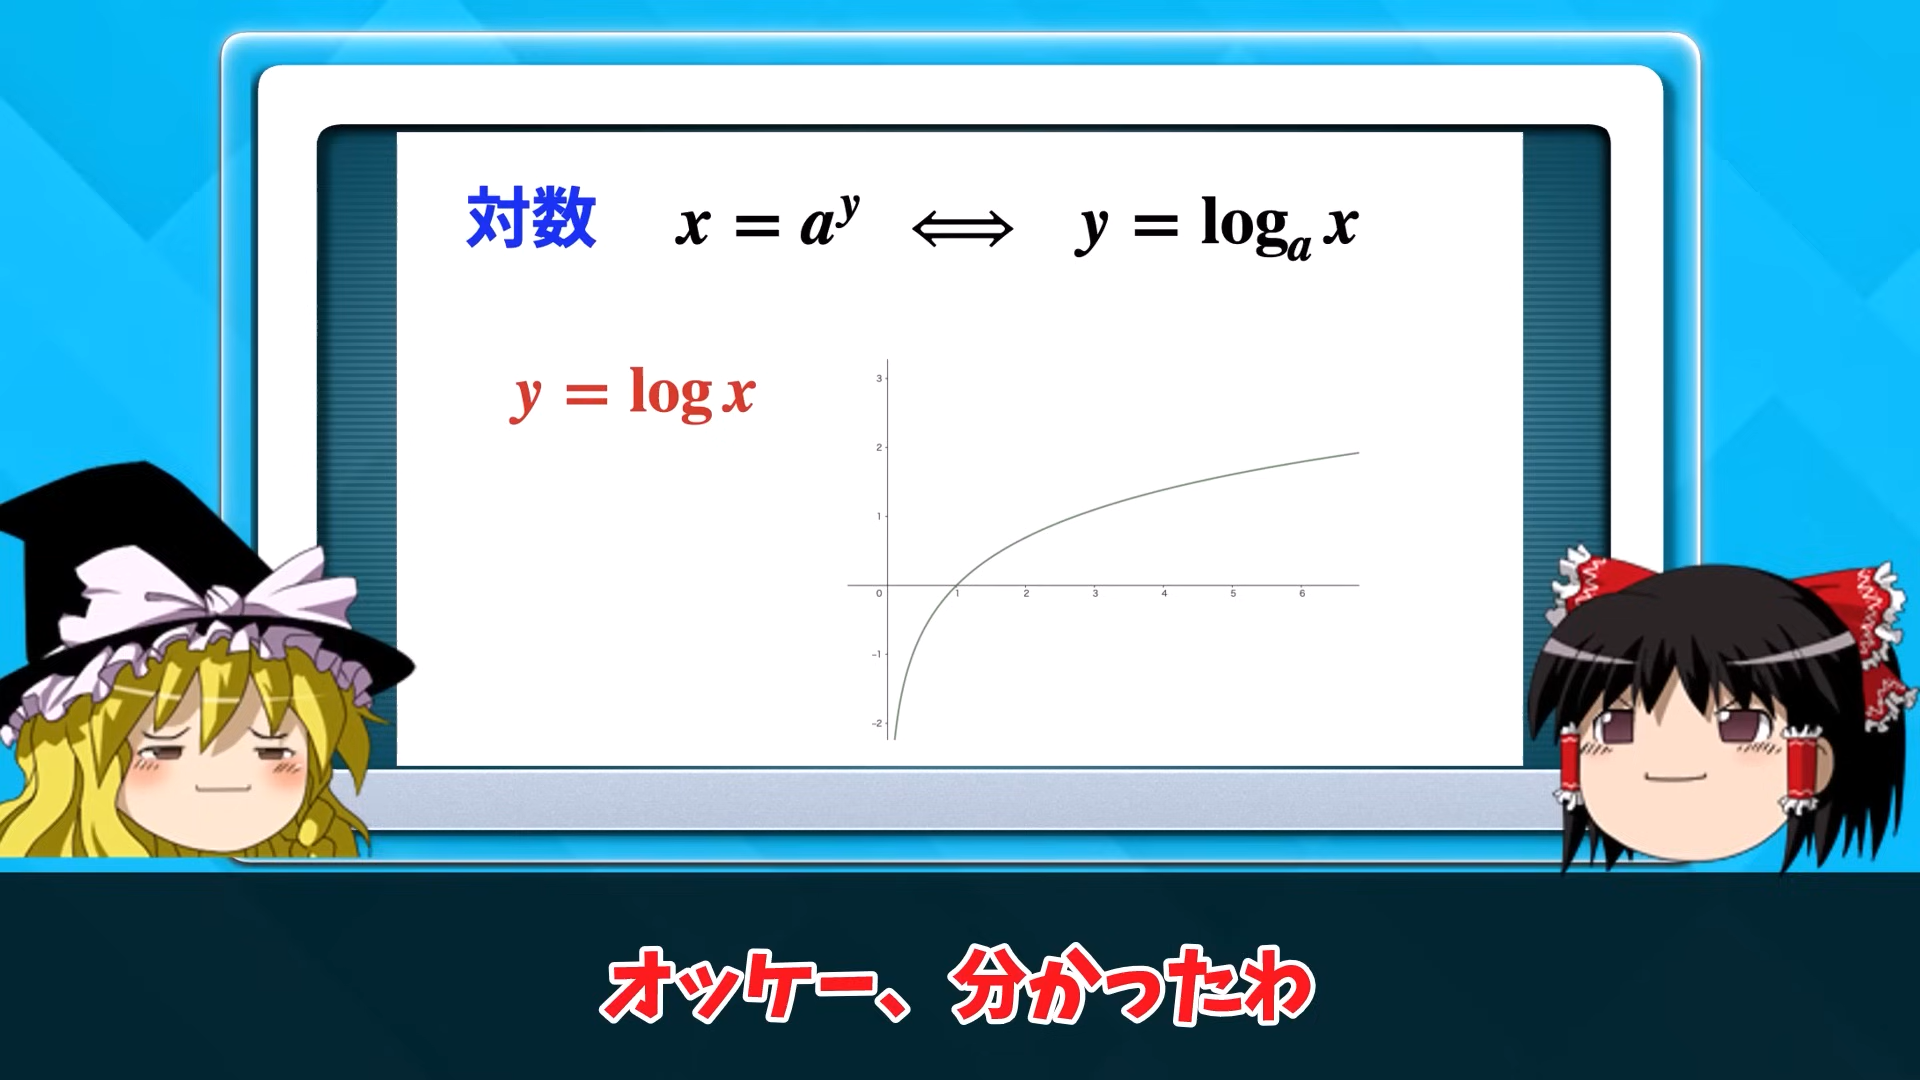 対数 x = a^y ⟺ y = log_a x
y = log x
3
2
1
0 1 2 3 4 5 6
-1
-2
オッケー、分かったわ